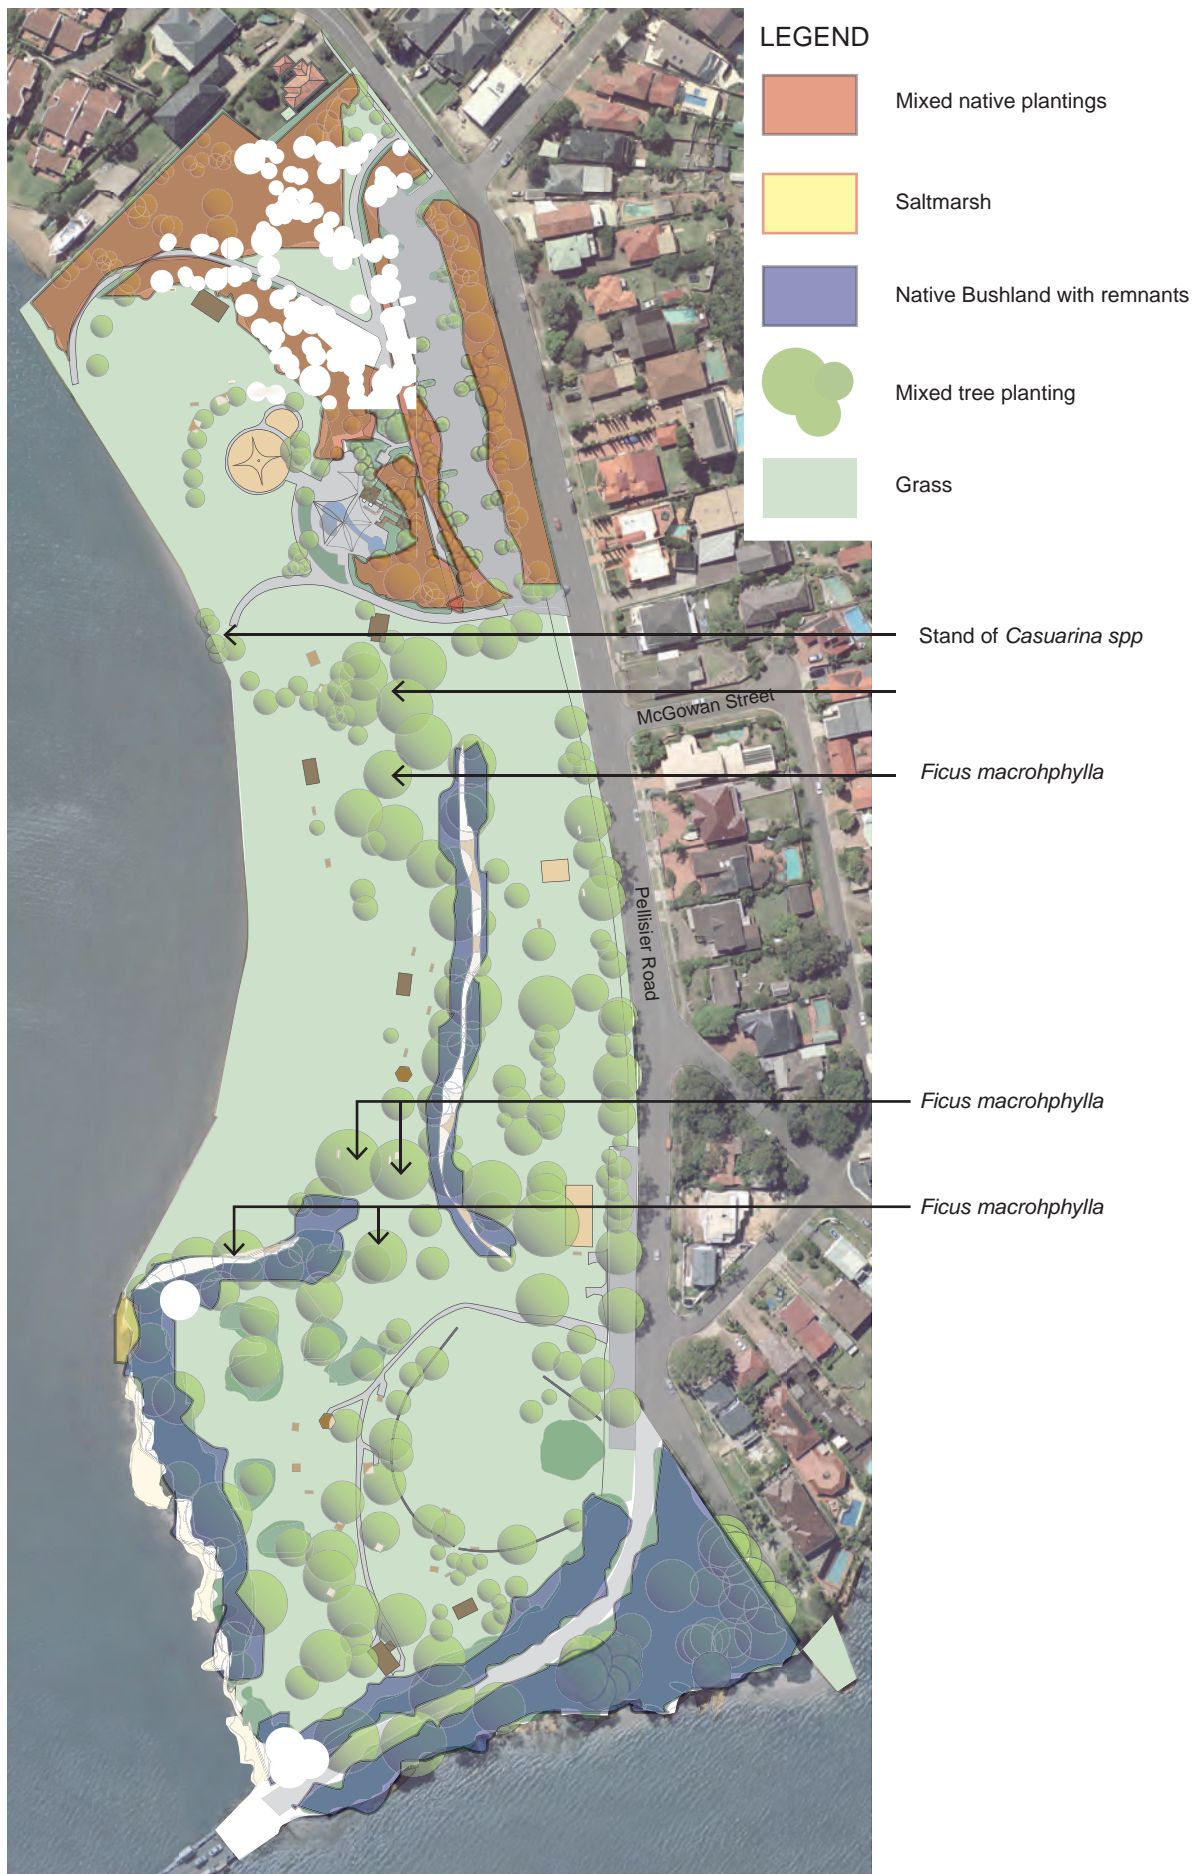 LEGEND
Mixed native plantings
Saltmarsh
Native Bushland with remnants
Mixed tree planting
Grass
Stand of Casuarina spp
McGowan Street
Ficus macrohphylla
Pellisier Road
Ficus macrohphylla
Ficus macrohphylla